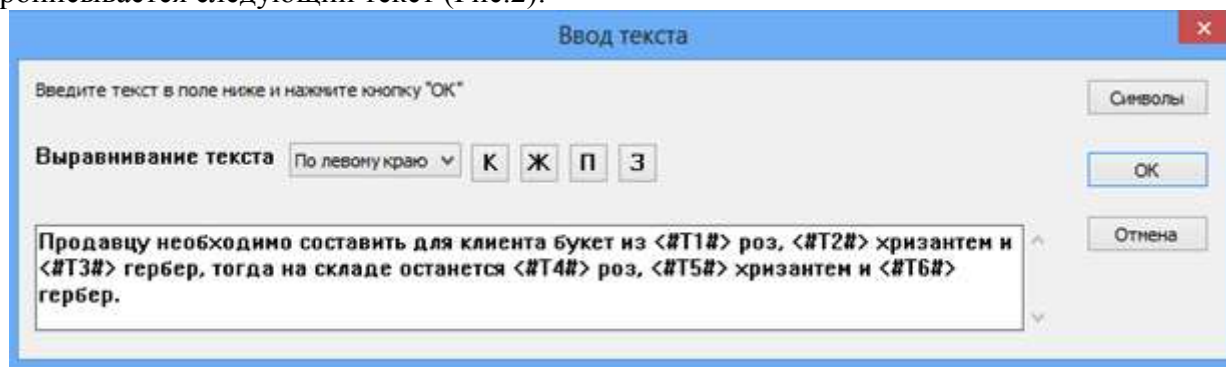 рописывается следующий текст (Рис.2).
Ввод текста
Введите текст в поле ниже и нажмите кнопку "ОК"
Символы
Выравнивание текста По левому краю К Ж П З
ОК
Отмена
Продавцу необходимо составить для клиента букет из <#T1#> роз, <#T2#> хризантем и
<#T3#> гербер, тогда на складе останется <#T4#> роз, <#T5#> хризантем и <#T6#>
гербер.